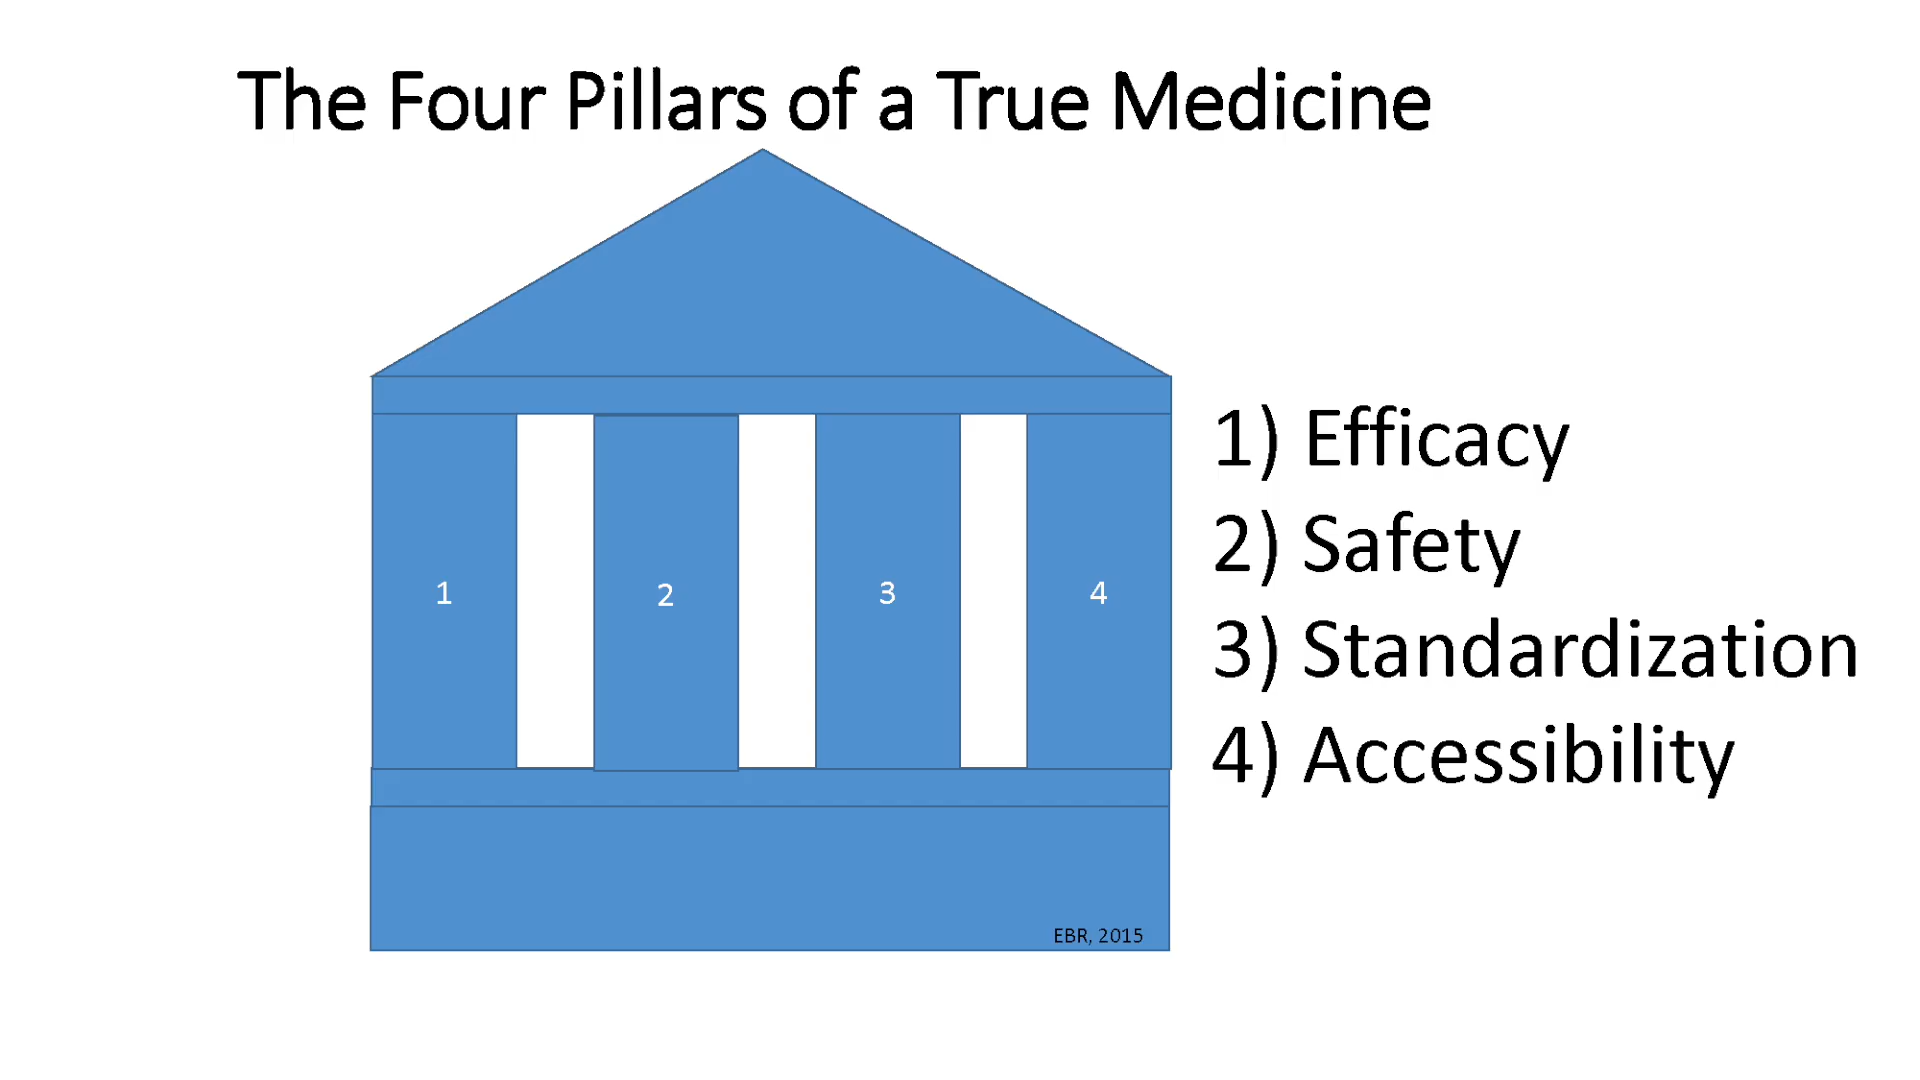 The Four Pillars of a True Medicine
1 2 3 4
1) Efficacy
2) Safety
3) Standardization
4) Accessibility
EBR, 2015